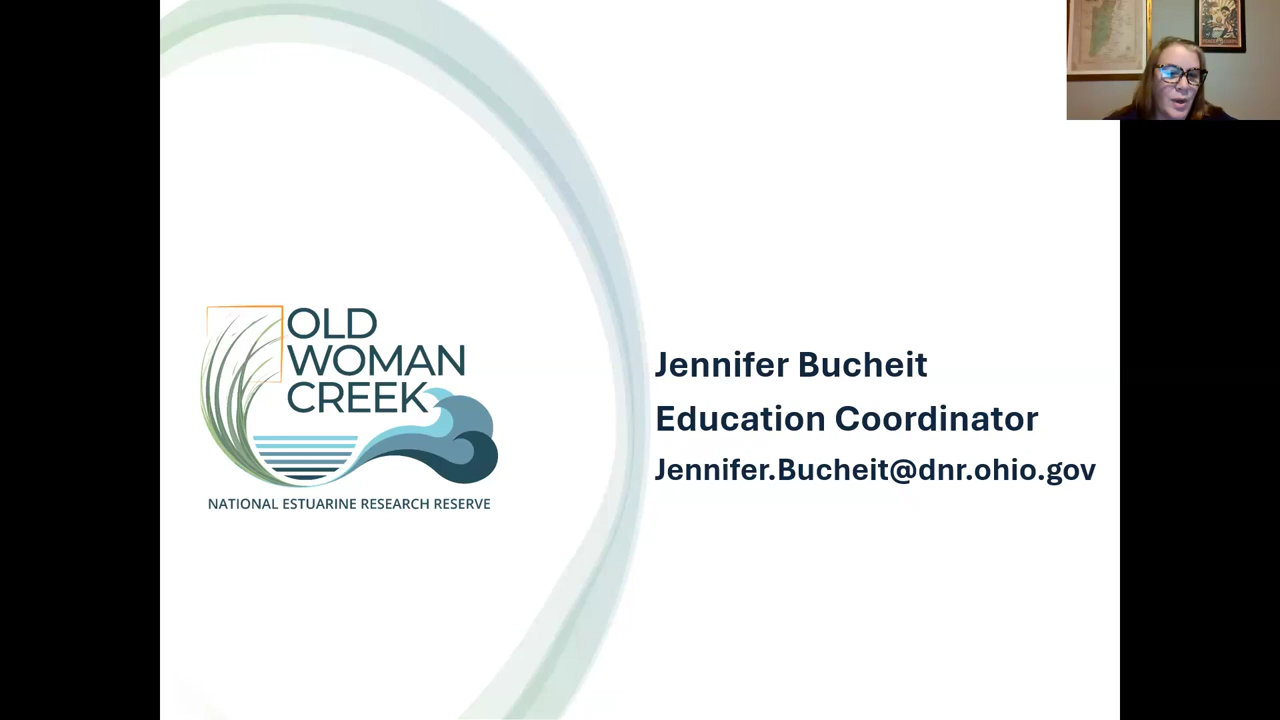 OLD
WOMAN
CREEK
NATIONAL ESTUARINE RESEARCH RESERVE
Jennifer Bucheit
Education Coordinator
Jennifer.Bucheit@dnr.ohio.gov